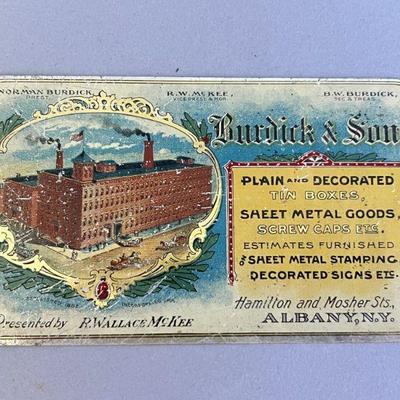 NORMAN BURDICK, R.W. McKEE, B.W. BURDICK,
PREST. VICE PREST & MGR. SEC & TREAS.
Burdick & Son
PLAIN AND DECORATED
TIN BOXES,
SHEET METAL GOODS,
SCREW CAPS ETC.
ESTIMATES FURNISHED
SHEET METAL STAMPING
DECORATED SIGNS ETC.
Hamilton and Mosher Sts.,
ALBANY, N.Y.
Presented by R. WALLACE McKEE